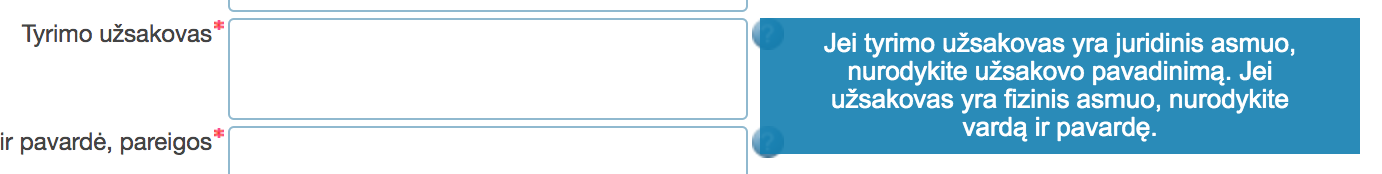 Tyrimo užsakovas*
Jei tyrimo užsakovas yra juridinis asmuo,
nurodykite užsakovo pavadinimą. Jei
užsakovas yra fizinis asmuo, nurodykite
vardą ir pavardę.
ir pavardė, pareigos*